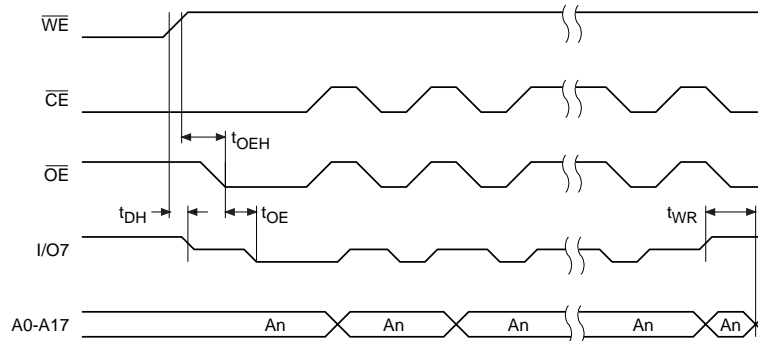 WE
CE
tOEH
OE
tDH
tOE
tWR
I/O7
A0-A17
An
An
An
An
An